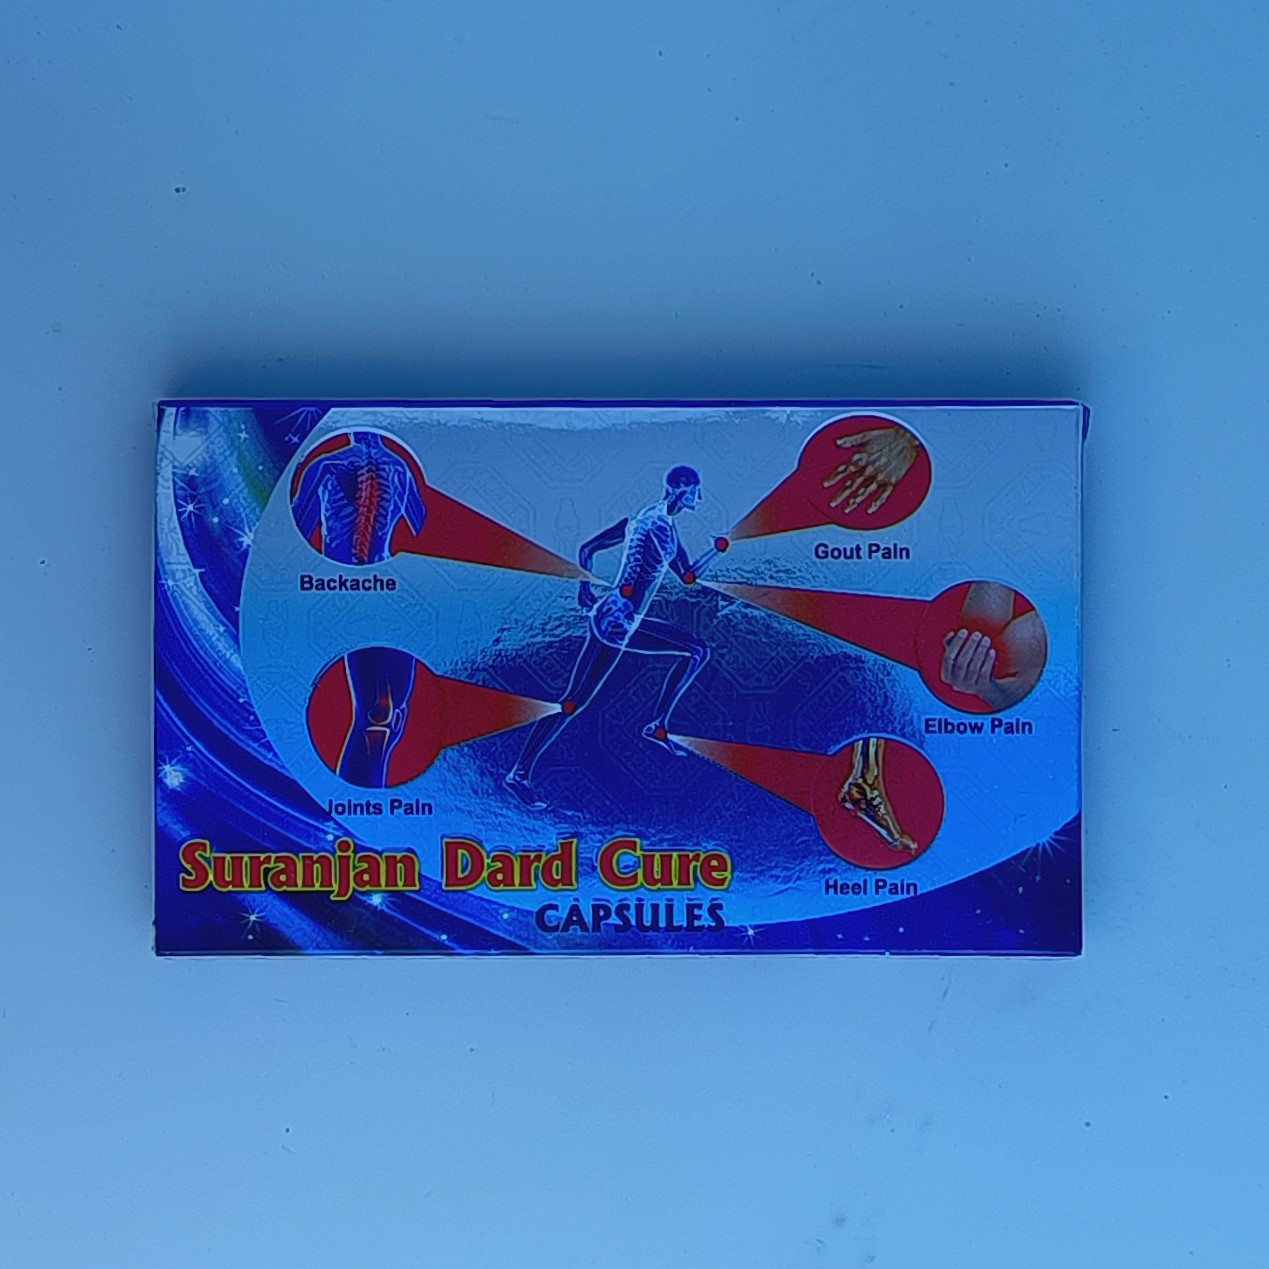 Backache
Gout Pain
Elbow Pain
Joints Pain
Heel Pain
Suranjan Dard Cure
CAPSULES